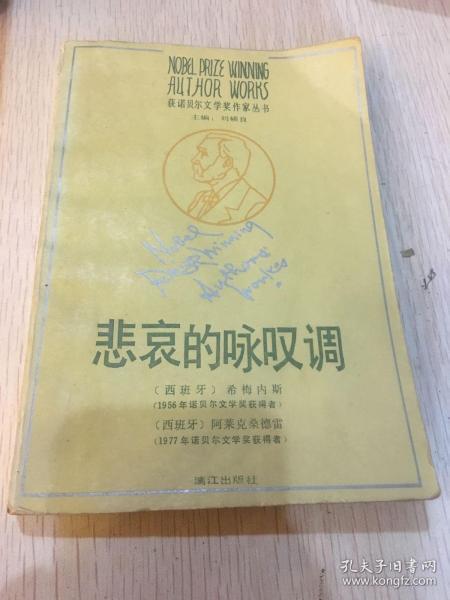 NOBEL PRIZE WINNING
AUTHOR WORKS
获诺贝尔文学奖作家丛书
主编：刘硕良
Nobel
Prize Winning
Author's
works
悲哀的咏叹调
〔西班牙〕希梅内斯
(1956年诺贝尔文学奖获得者)
〔西班牙〕阿莱克桑德雷
(1977年诺贝尔文学奖获得者)
漓江出版社
孔夫子旧书网
www.kongfz.com